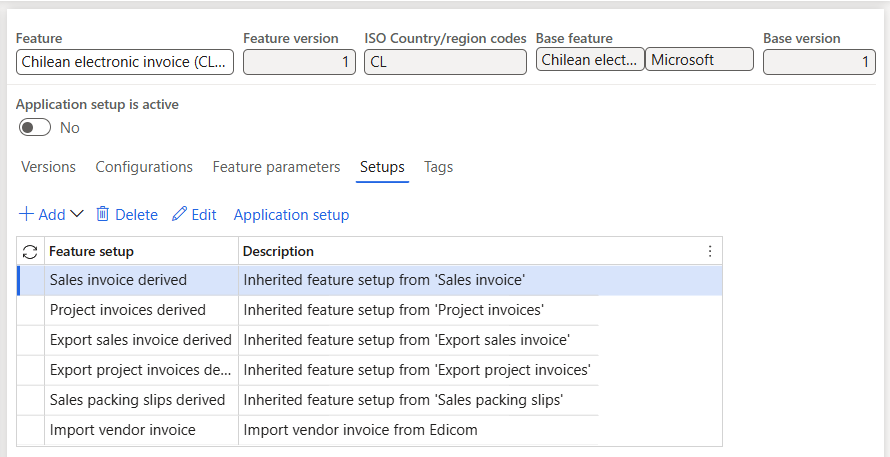 Feature Feature version ISO Country/region codes Base feature Base version
Chilean electronic invoice (CL... 1 CL Chilean elect... Microsoft 1
Application setup is active
No
Versions Configurations Feature parameters Setups Tags
Add Delete Edit Application setup
Feature setup Description
Sales invoice derived Inherited feature setup from 'Sales invoice'
Project invoices derived Inherited feature setup from 'Project invoices'
Export sales invoice derived Inherited feature setup from 'Export sales invoice'
Export project invoices de... Inherited feature setup from 'Export project invoices'
Sales packing slips derived Inherited feature setup from 'Sales packing slips'
Import vendor invoice Import vendor invoice from Edicom